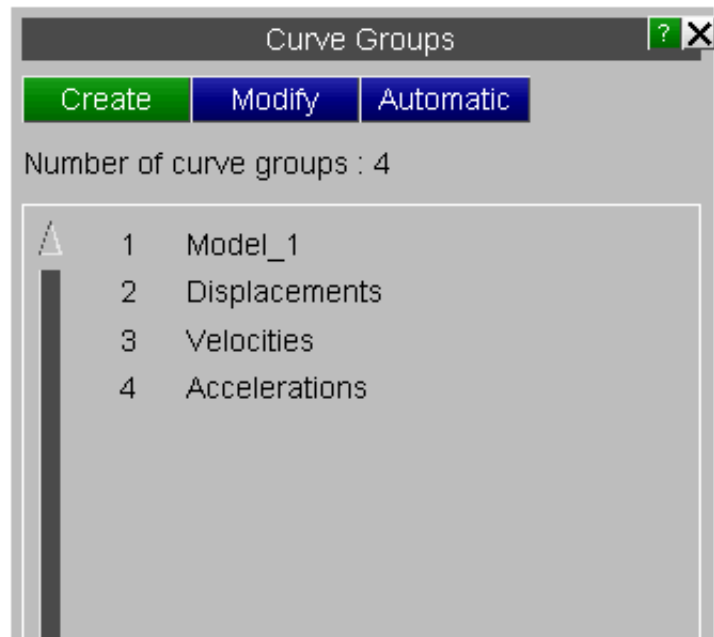 Curve Groups ?
Create Modify Automatic
Number of curve groups : 4
1 Model_1
2 Displacements
3 Velocities
4 Accelerations